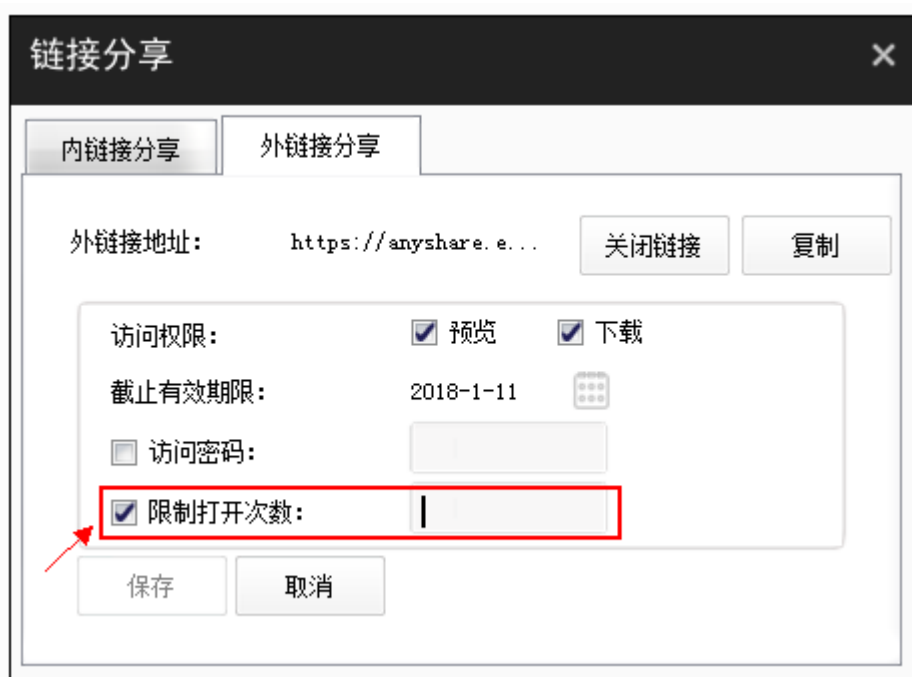 链接分享
内链接分享 外链接分享
外链接地址： https://anyshare.e... 关闭链接 复制
访问权限： 预览 下载
截止有效期限： 2018-1-11
访问密码：
限制打开次数：
保存 取消